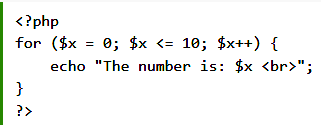 <?php
for ($x = 0; $x <= 10; $x++) {
    echo "The number is: $x <br>";
}
?>